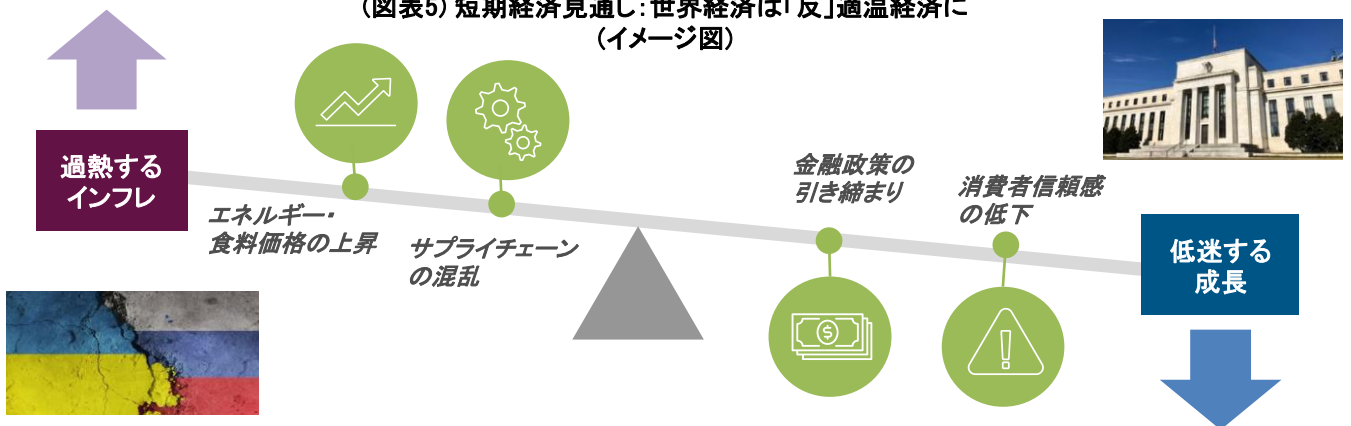 (図表5) 短期経済見通し:世界経済は「反」適温経済に
(イメージ図)
過熱する
インフレ
エネルギー・
食料価格の上昇
サプライチェーン
の混乱
金融政策の
引き締まり
消費者信頼感
の低下
低迷する
成長